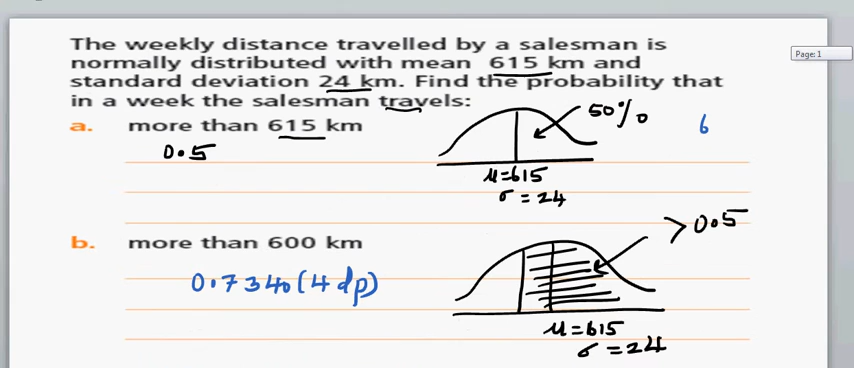 Page: 1
The weekly distance travelled by a salesman is
normally distributed with mean 615 km and
standard deviation 24 km. Find the probability that
in a week the salesman travels:
a. more than 615 km
0.5
50%
6
μ=615
σ=24
b. more than 600 km
0.7340 (4 dp)
>0.5
μ=615
σ=24